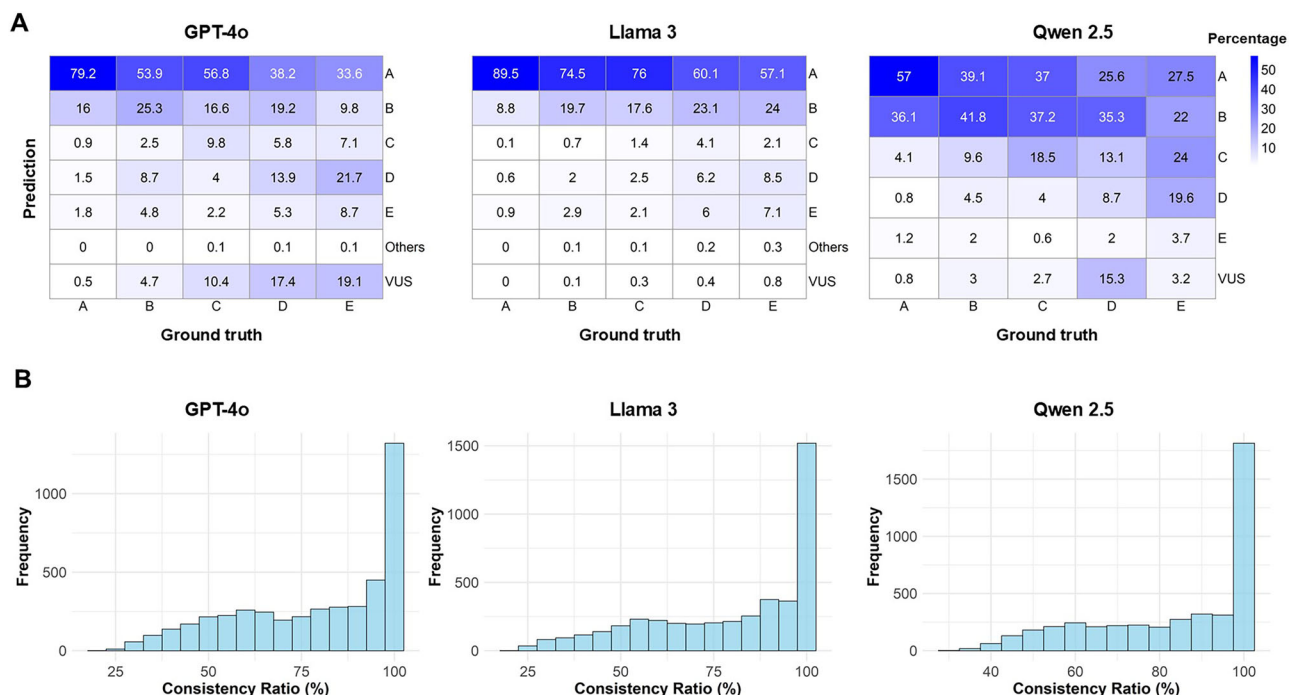 A
GPT-4o
Llama 3
Qwen 2.5
Percentage
50
40
30
20
10
Prediction
79.2 53.9 56.8 38.2 33.6 A
16 25.3 16.6 19.2 9.8 B
0.9 2.5 9.8 5.8 7.1 C
1.5 8.7 4 13.9 21.7 D
1.8 4.8 2.2 5.3 8.7 E
0 0 0.1 0.1 0.1 Others
0.5 4.7 10.4 17.4 19.1 VUS
A B C D E
Ground truth
89.5 74.5 76 60.1 57.1 A
8.8 19.7 17.6 23.1 24 B
0.1 0.7 1.4 4.1 2.1 C
0.6 2 2.5 6.2 8.5 D
0.9 2.9 2.1 6 7.1 E
0 0.1 0.1 0.2 0.3 Others
0 0.1 0.3 0.4 0.8 VUS
A B C D E
Ground truth
57 39.1 37 25.6 27.5 A
36.1 41.8 37.2 35.3 22 B
4.1 9.6 18.5 13.1 24 C
0.8 4.5 4 8.7 19.6 D
1.2 2 0.6 2 3.7 E
0.8 3 2.7 15.3 3.2 VUS
A B C D E
Ground truth
B
GPT-4o
Frequency
1000
500
0
25 50 75 100
Consistency Ratio (%)
Llama 3
Frequency
1500
1000
500
0
25 50 75 100
Consistency Ratio (%)
Qwen 2.5
Frequency
1500
1000
500
0
40 60 80 100
Consistency Ratio (%)